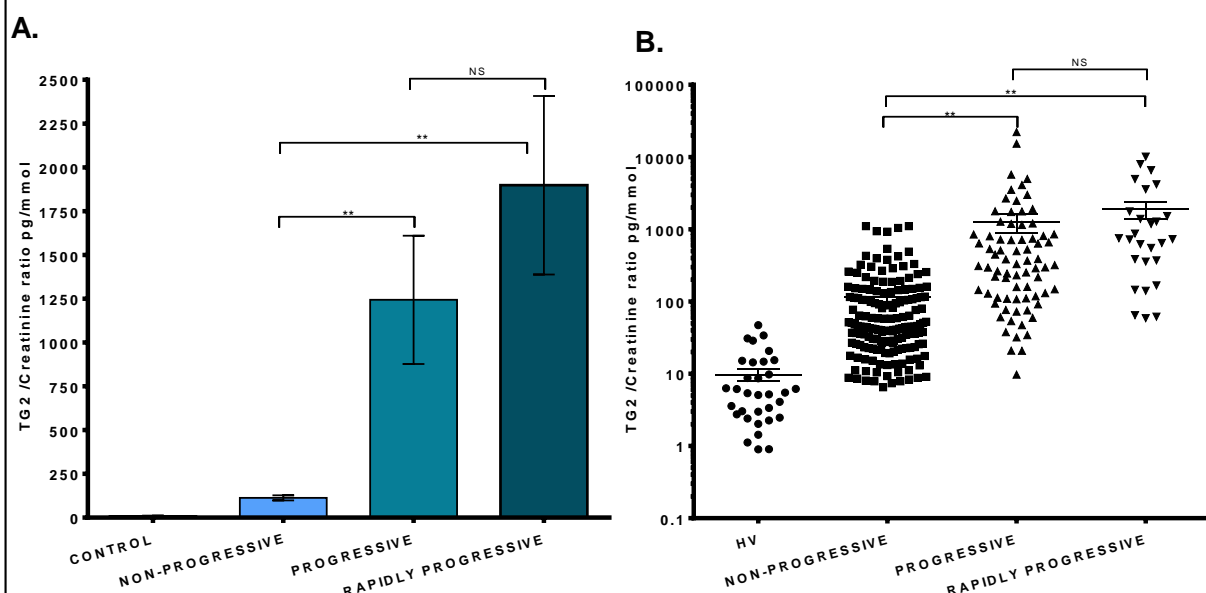 A.
TG2 /Creatinine ratio pg/mmol
2500
2250
2000
1750
1500
1250
1000
750
500
250
0
NS
**
**
CONTROL
NON-PROGRESSIVE
PROGRESSIVE
RAPIDLY PROGRESSIVE
B.
TG2 /Creatinine ratio pg/mmol
100000
10000
1000
100
10
1
0.1
NS
**
**
HV
NON-PROGRESSIVE
PROGRESSIVE
RAPIDLY PROGRESSIVE